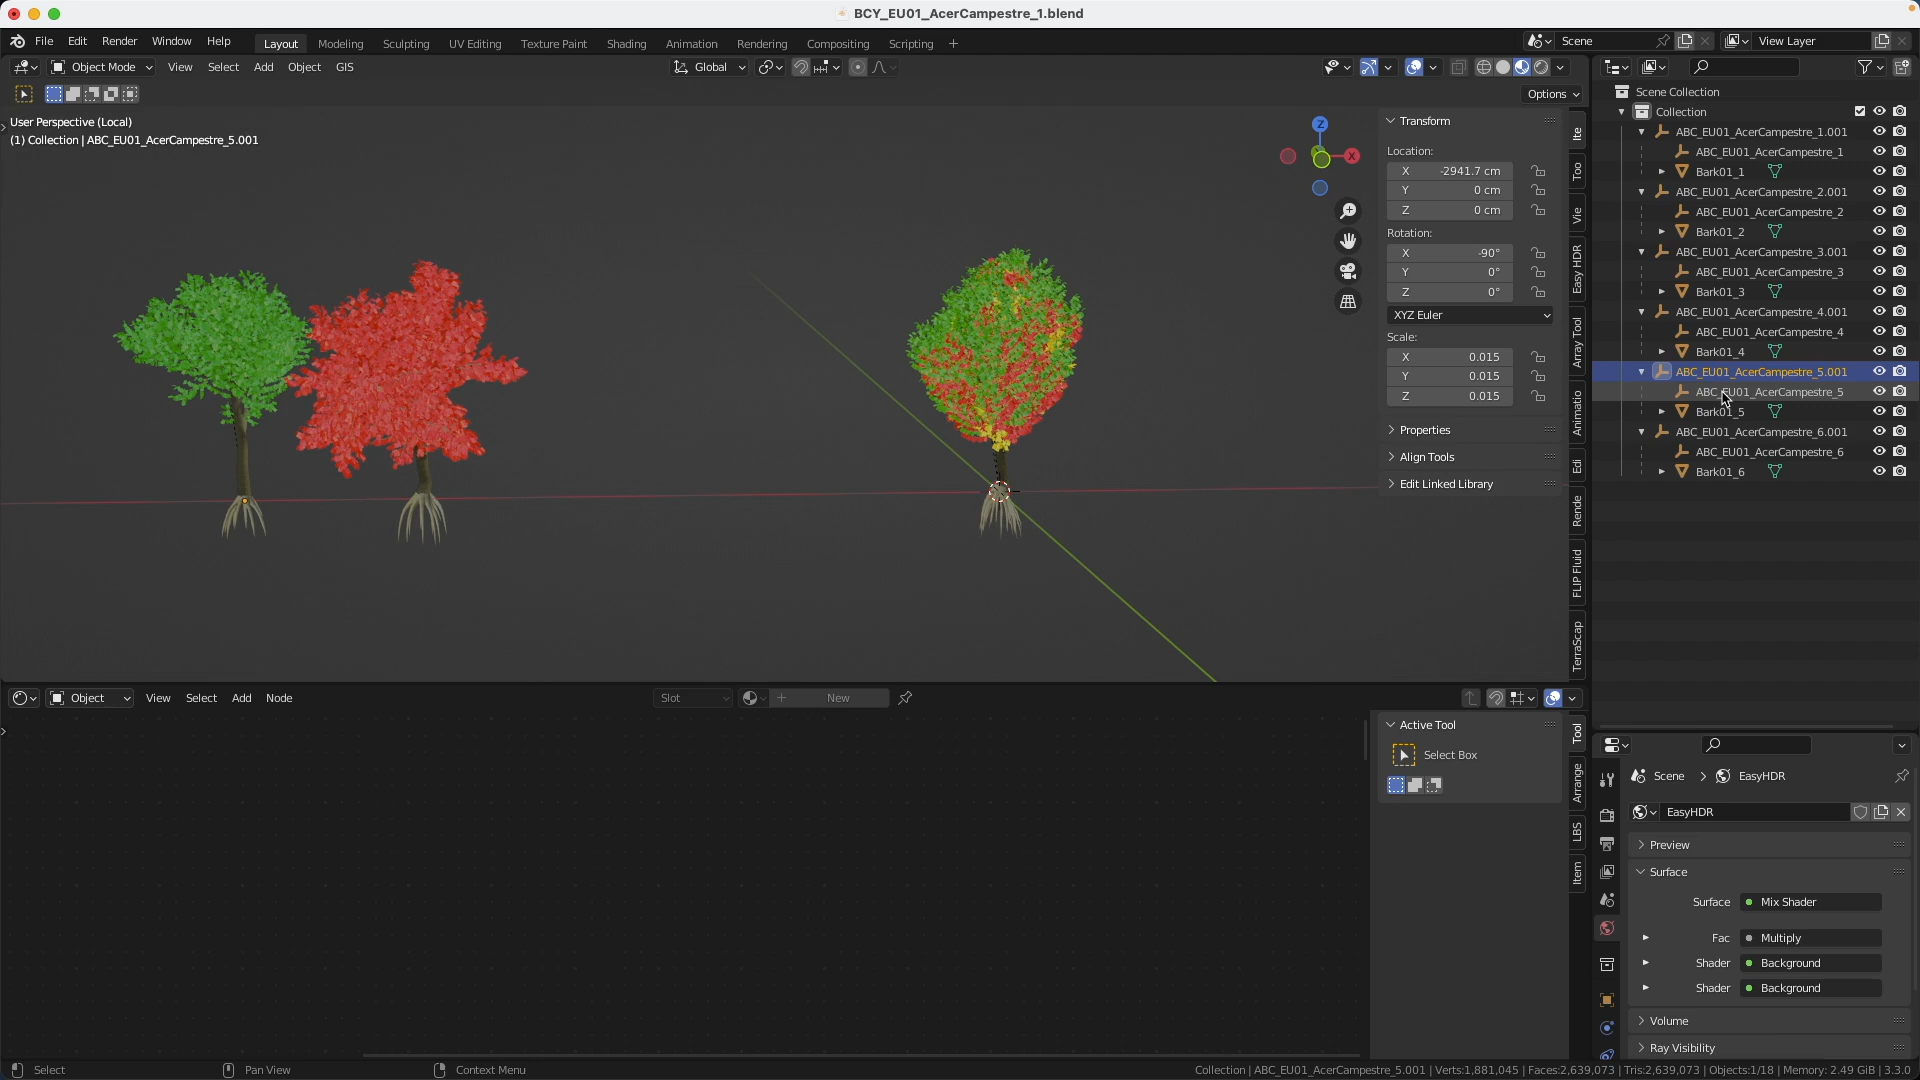 BCY_EU01_AcerCampestre_1.blend
File Edit Render Window Help Layout Modeling Sculpting UV Editing Texture Paint Shading Animation Rendering Compositing Scripting + Scene View Layer
Object Mode View Select Add Object GIS Global
Options
User Perspective (Local)
(1) Collection | ABC_EU01_AcerCampestre_5.001
Z
X
Transform
Location:
X -2941.7 cm
Y 0 cm
Z 0 cm
Rotation:
X -90°
Y 0°
Z 0°
XYZ Euler
Scale:
X 0.015
Y 0.015
Z 0.015
Properties
Align Tools
Edit Linked Library
Ite
Too
Vie
Easy HDR
Array Tool
Animatio
Edi
Rende
FLIP Fluid
TerraScap
Scene Collection
Collection
ABC_EU01_AcerCampestre_1.001
ABC_EU01_AcerCampestre_1
Bark01_1
ABC_EU01_AcerCampestre_2.001
ABC_EU01_AcerCampestre_2
Bark01_2
ABC_EU01_AcerCampestre_3.001
ABC_EU01_AcerCampestre_3
Bark01_3
ABC_EU01_AcerCampestre_4.001
ABC_EU01_AcerCampestre_4
Bark01_4
ABC_EU01_AcerCampestre_5.001
ABC_EU01_AcerCampestre_5
Bark01_5
ABC_EU01_AcerCampestre_6.001
ABC_EU01_AcerCampestre_6
Bark01_6
Object View Select Add Node Slot + New
Active Tool
Select Box
Tool
Arrange
LBS
Item
Scene > EasyHDR
EasyHDR
Preview
Surface
Surface Mix Shader
Fac Multiply
Shader Background
Shader Background
Volume
Ray Visibility
Select Pan View Context Menu
Collection | ABC_EU01_AcerCampestre_5.001 | Verts:1,881,045 | Faces:2,639,073 | Tris:2,639,073 | Objects:1/18 | Memory: 2.49 GiB | 3.3.0